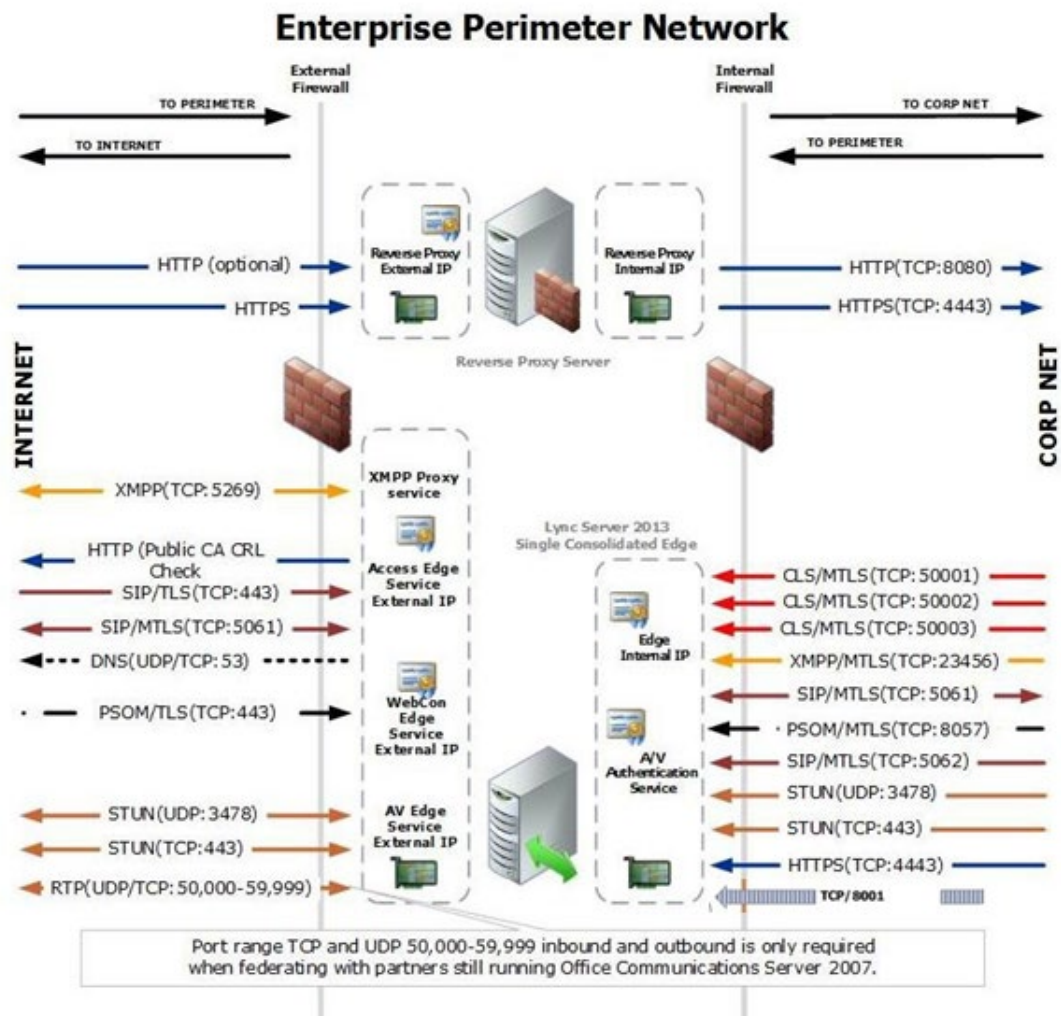 Enterprise Perimeter Network
External
Firewall
Internal
Firewall
TO PERIMETER
TO CORP NET
TO INTERNET
TO PERIMETER
Reverse Proxy
External IP
Reverse Proxy
Internal IP
HTTP (optional)
HTTP(TCP:8080)
HTTPS
HTTPS(TCP:4443)
Reverse Proxy Server
INTERNET
CORP NET
XMPP Proxy
service
XMPP(TCP:5269)
Lync Server 2013
Single Consolidated Edge
HTTP (Public CA CRL
Check
Access Edge
Service
External IP
SIP/TLS(TCP:443)
SIP/MTLS(TCP:5061)
DNS(UDP/TCP:53)
PSOM/TLS(TCP:443)
WebCon
Edge
Service
External IP
STUN(UDP:3478)
STUN(TCP:443)
RTP(UDP/TCP:50,000-59,999)
AV Edge
Service
External IP
Edge
Internal IP
A/V
Authentication
Service
CLS/MTLS(TCP:50001)
CLS/MTLS(TCP:50002)
CLS/MTLS(TCP:50003)
XMPP/MTLS(TCP:23456)
SIP/MTLS(TCP:5061)
PSOM/MTLS(TCP:8057)
SIP/MTLS(TCP:5062)
STUN(UDP:3478)
STUN(TCP:443)
HTTPS(TCP:4443)
TCP/8001
Port range TCP and UDP 50,000-59,999 inbound and outbound is only required
when federating with partners still running Office Communications Server 2007.